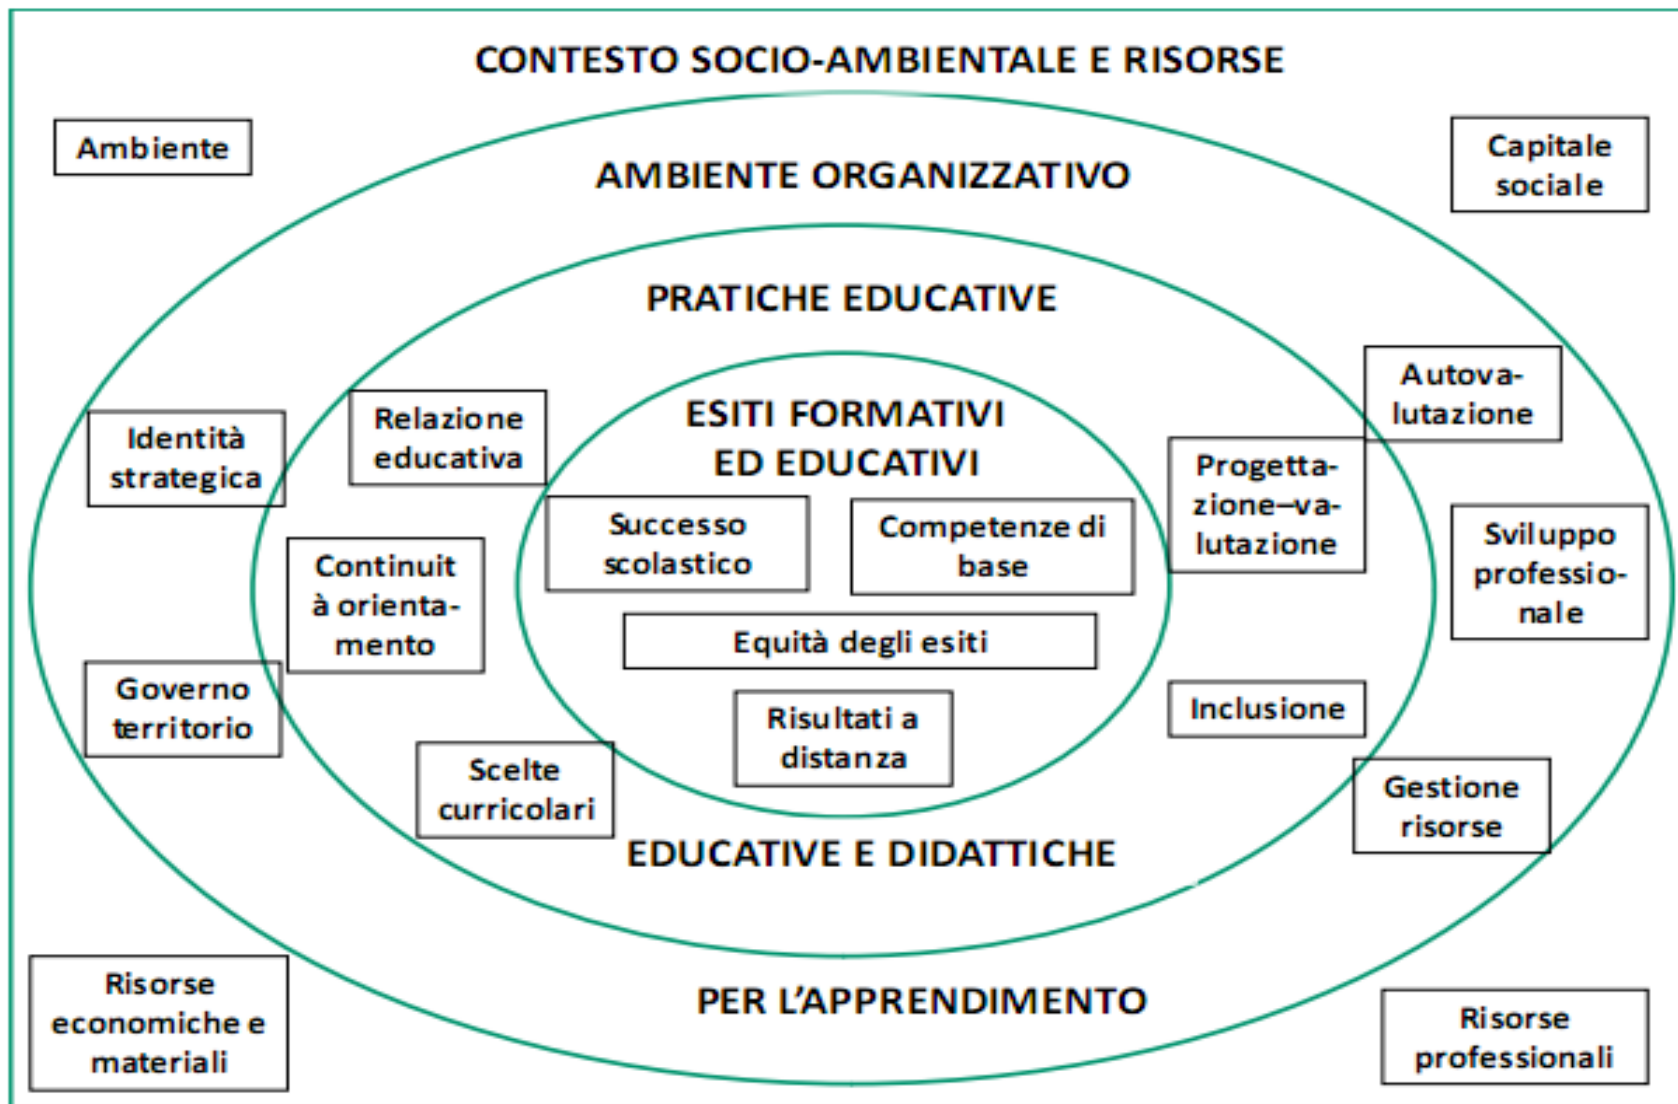 CONTESTO SOCIO-AMBIENTALE E RISORSE
Ambiente
Capitale
sociale
AMBIENTE ORGANIZZATIVO
PRATICHE EDUCATIVE
Identità
strategica
Relazione
educativa
ESITI FORMATIVI
ED EDUCATIVI
Autova-
lutazione
Progetta-
zione–va-
lutazione
Successo
scolastico
Competenze di
base
Continuit
à orienta-
mento
Sviluppo
professio-
nale
Equità degli esiti
Governo
territorio
Risultati a
distanza
Inclusione
Scelte
curricolari
Gestione
risorse
EDUCATIVE E DIDATTICHE
Risorse
economiche e
materiali
PER L’APPRENDIMENTO
Risorse
professionali